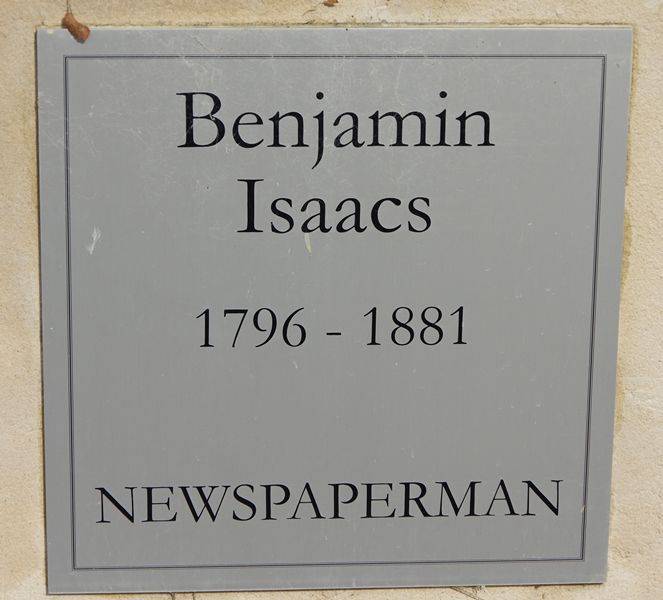 Benjamin
Isaacs
1796 - 1881
NEWSPAPERMAN